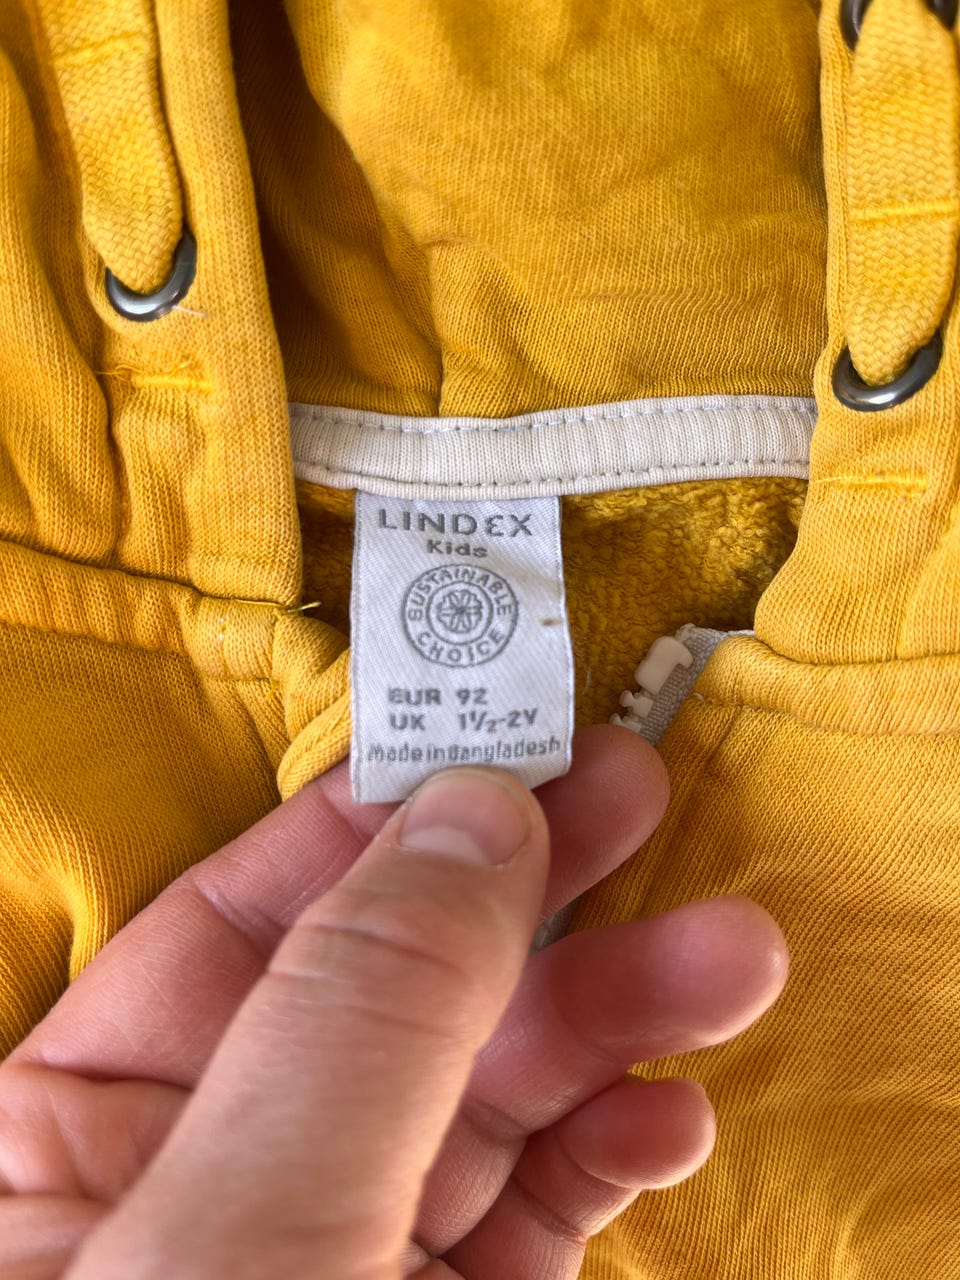 LINDEX
Kids
SUSTAINABLE
CHOICE
EUR 92
UK 1½-2Y
Made in Bangladesh